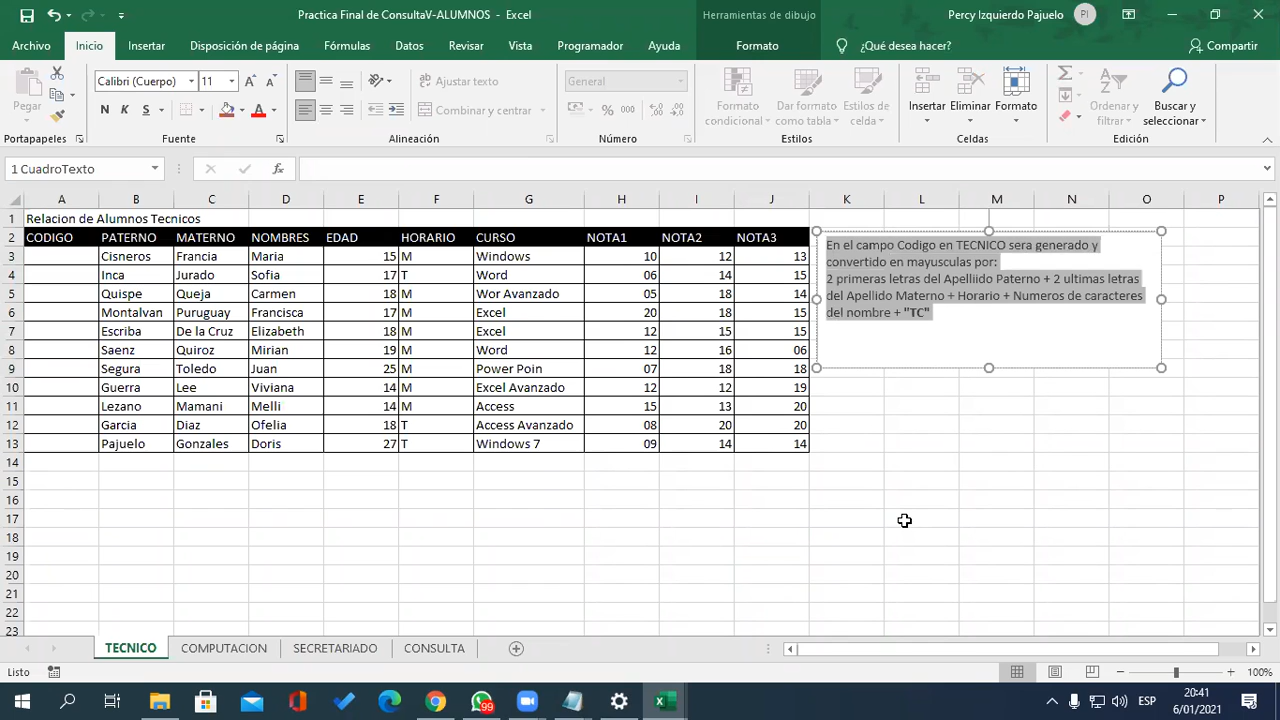 Practica Final de ConsultaV-ALUMNOS - Excel
Herramientas de dibujo
Percy Izquierdo Pajuelo
PI
Archivo Inicio Insertar Disposición de página Fórmulas Datos Revisar Vista Programador Ayuda Formato ¿Qué desea hacer? Compartir
Pegar
Calibri (Cuerpo) 11
N K S
Ajustar texto
Combinar y centrar
General
% 000
Formato condicional
Dar formato como tabla
Estilos de celda
Insertar Eliminar Formato
Ordenar y filtrar
Buscar y seleccionar
Portapapeles Fuente Alineación Número Estilos Celdas Edición
1 CuadroTexto
fx
A B C D E F G H I J K L M N O P
1 Relacion de Alumnos Tecnicos
2 CODIGO PATERNO MATERNO NOMBRES EDAD HORARIO CURSO NOTA1 NOTA2 NOTA3
3 Cisneros Francia Maria 15 M Windows 10 12 13
4 Inca Jurado Sofia 17 T Word 06 14 15
5 Quispe Queja Carmen 18 M Wor Avanzado 05 18 14
6 Montalvan Puruguay Francisca 17 M Excel 20 18 15
7 Escriba De la Cruz Elizabeth 18 M Excel 12 15 15
8 Saenz Quiroz Mirian 19 M Word 12 16 06
9 Segura Toledo Juan 25 M Power Poin 07 18 18
10 Guerra Lee Viviana 14 M Excel Avanzado 12 12 19
11 Lezano Mamani Melli 14 M Access 15 13 20
12 Garcia Diaz Ofelia 18 T Access Avanzado 08 20 20
13 Pajuelo Gonzales Doris 27 T Windows 7 09 14 14
14
15
16
17
18
19
20
21
22
23
En el campo Codigo en TECNICO sera generado y
convertido en mayusculas por:
2 primeras letras del Apelliido Paterno + 2 ultimas letras
del Apelliido Materno + Horario + Numeros de caracteres
del nombre + "TC"
TECNICO COMPUTACION SECRETARIADO CONSULTA
Listo
100%
99
ESP
20:41
6/01/2021